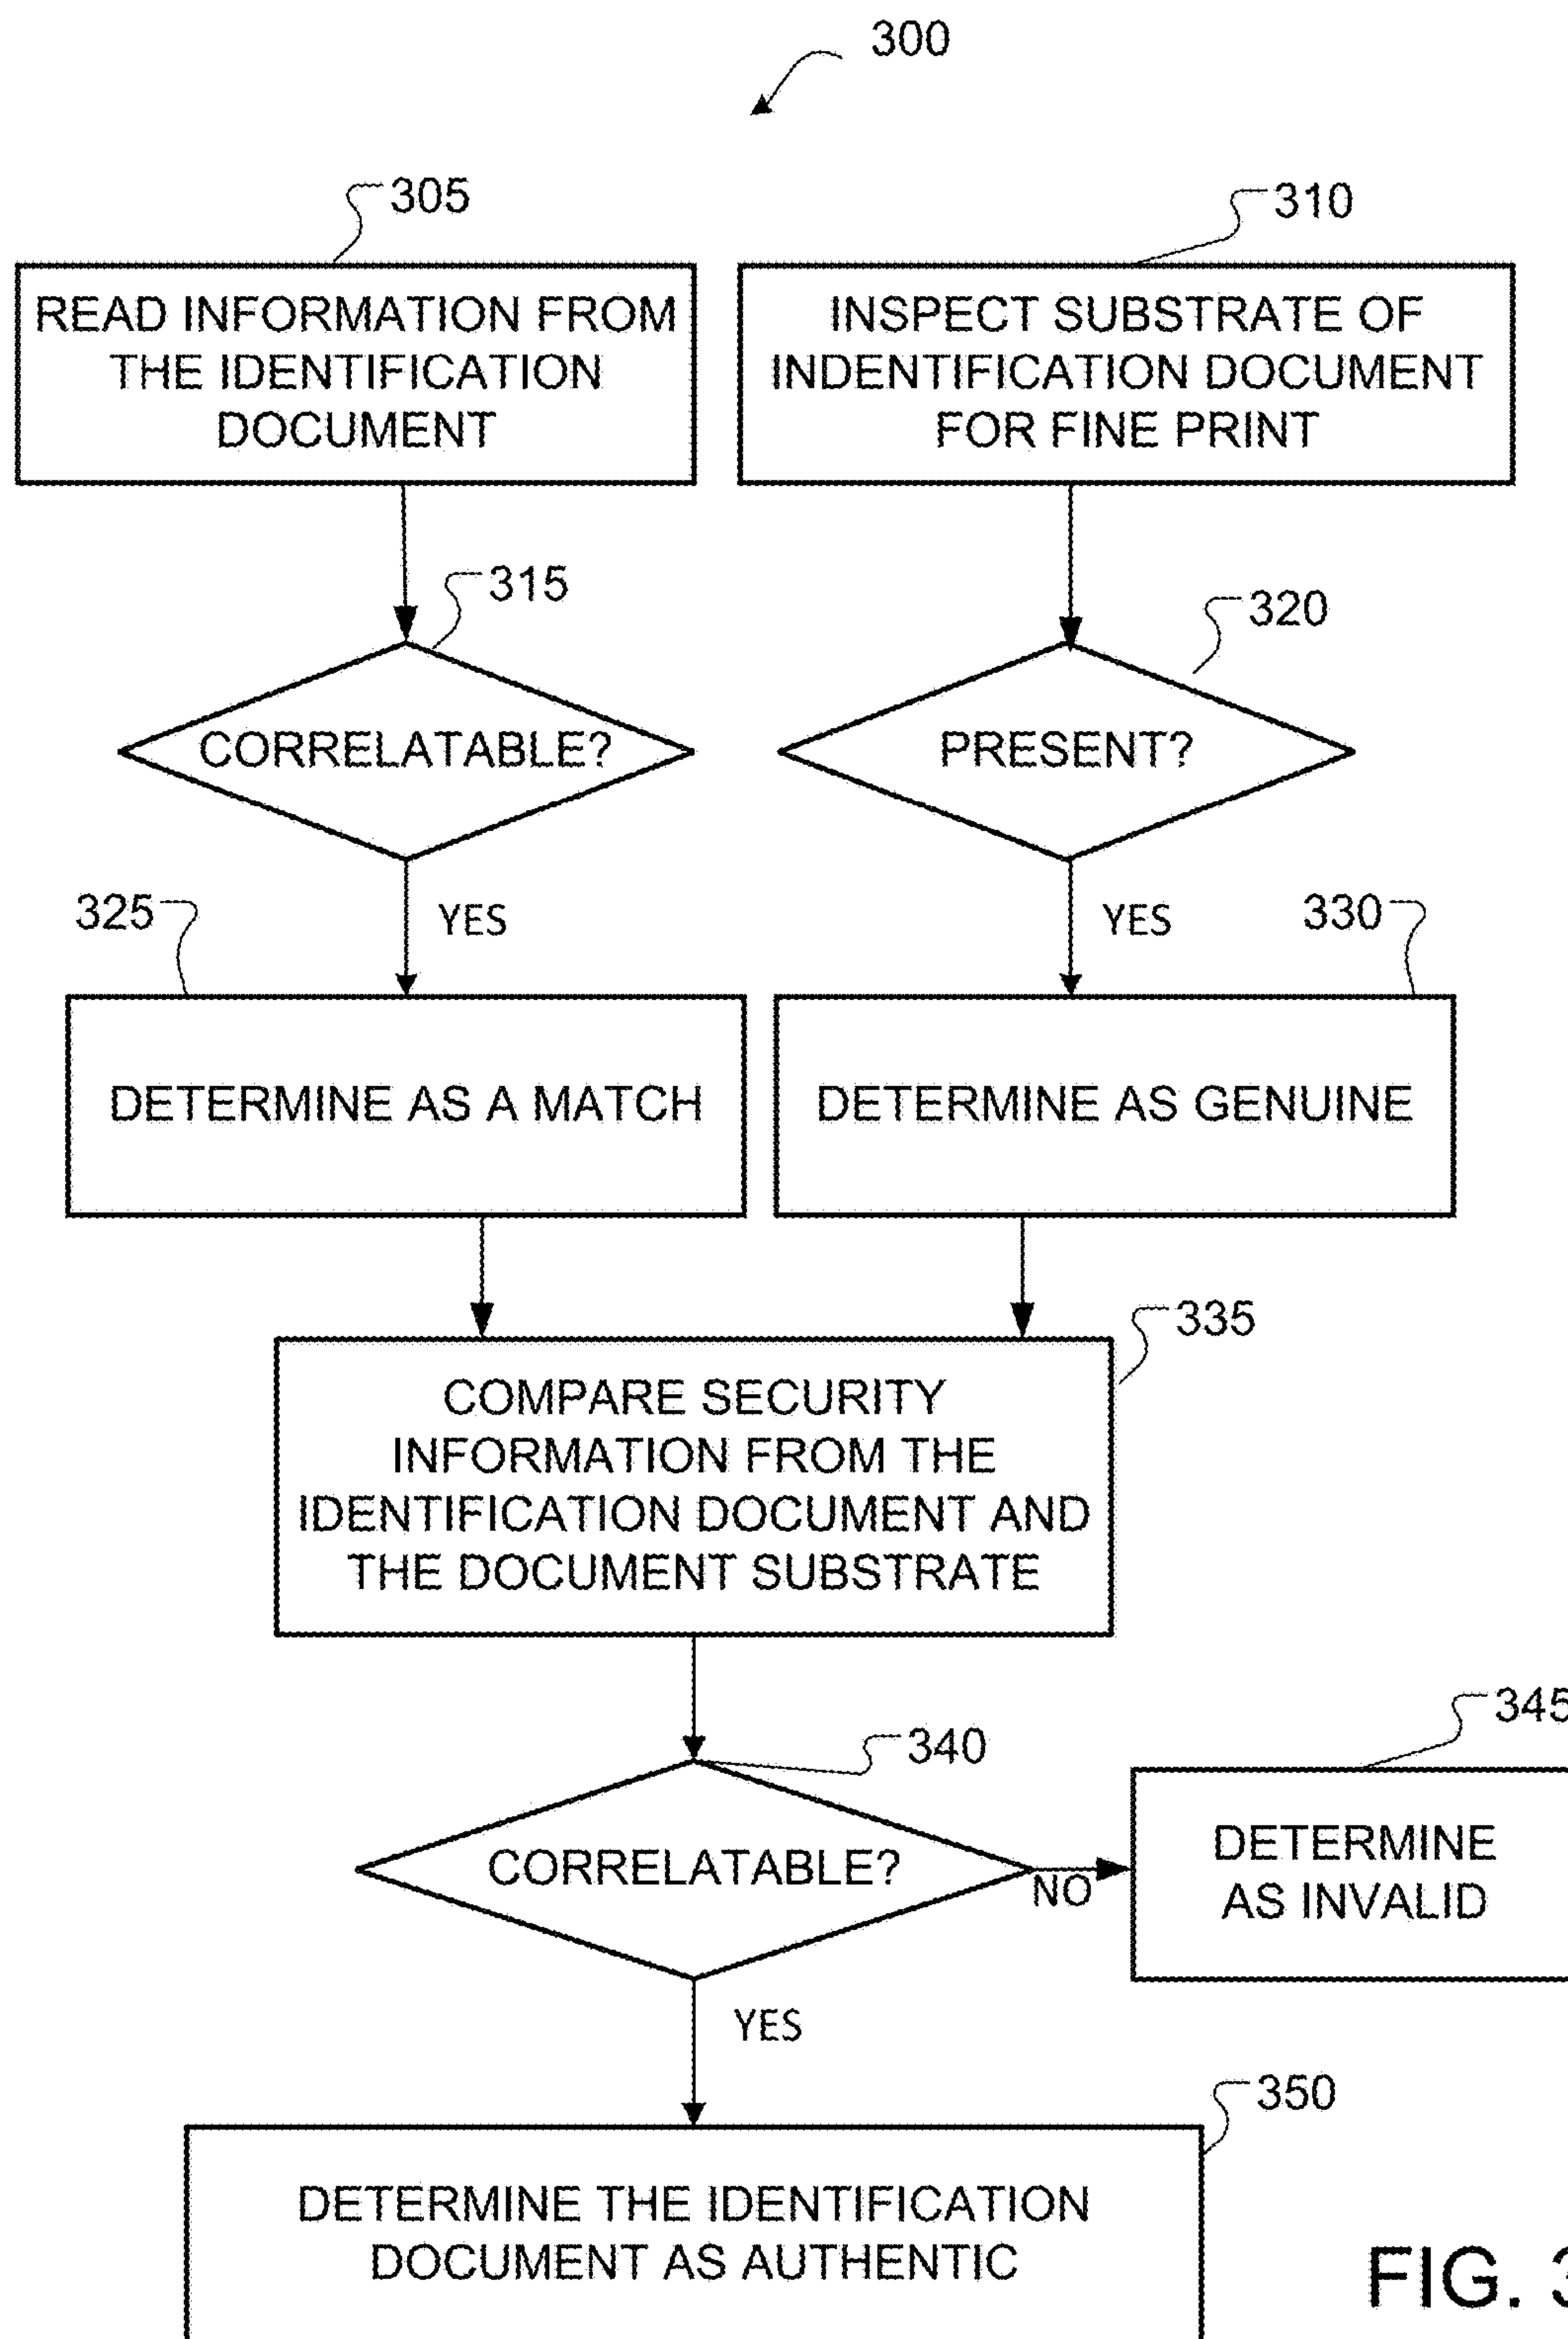 300
305
310
READ INFORMATION FROM
THE IDENTIFICATION
DOCUMENT
INSPECT SUBSTRATE OF
INDENTIFICATION DOCUMENT
FOR FINE PRINT
315
320
CORRELATABLE?
PRESENT?
325
YES
YES
330
DETERMINE AS A MATCH
DETERMINE AS GENUINE
335
COMPARE SECURITY
INFORMATION FROM THE
IDENTIFICATION DOCUMENT AND
THE DOCUMENT SUBSTRATE
340
345
CORRELATABLE?
NO
DETERMINE
AS INVALID
YES
350
DETERMINE THE IDENTIFICATION
DOCUMENT AS AUTHENTIC
FIG. 3